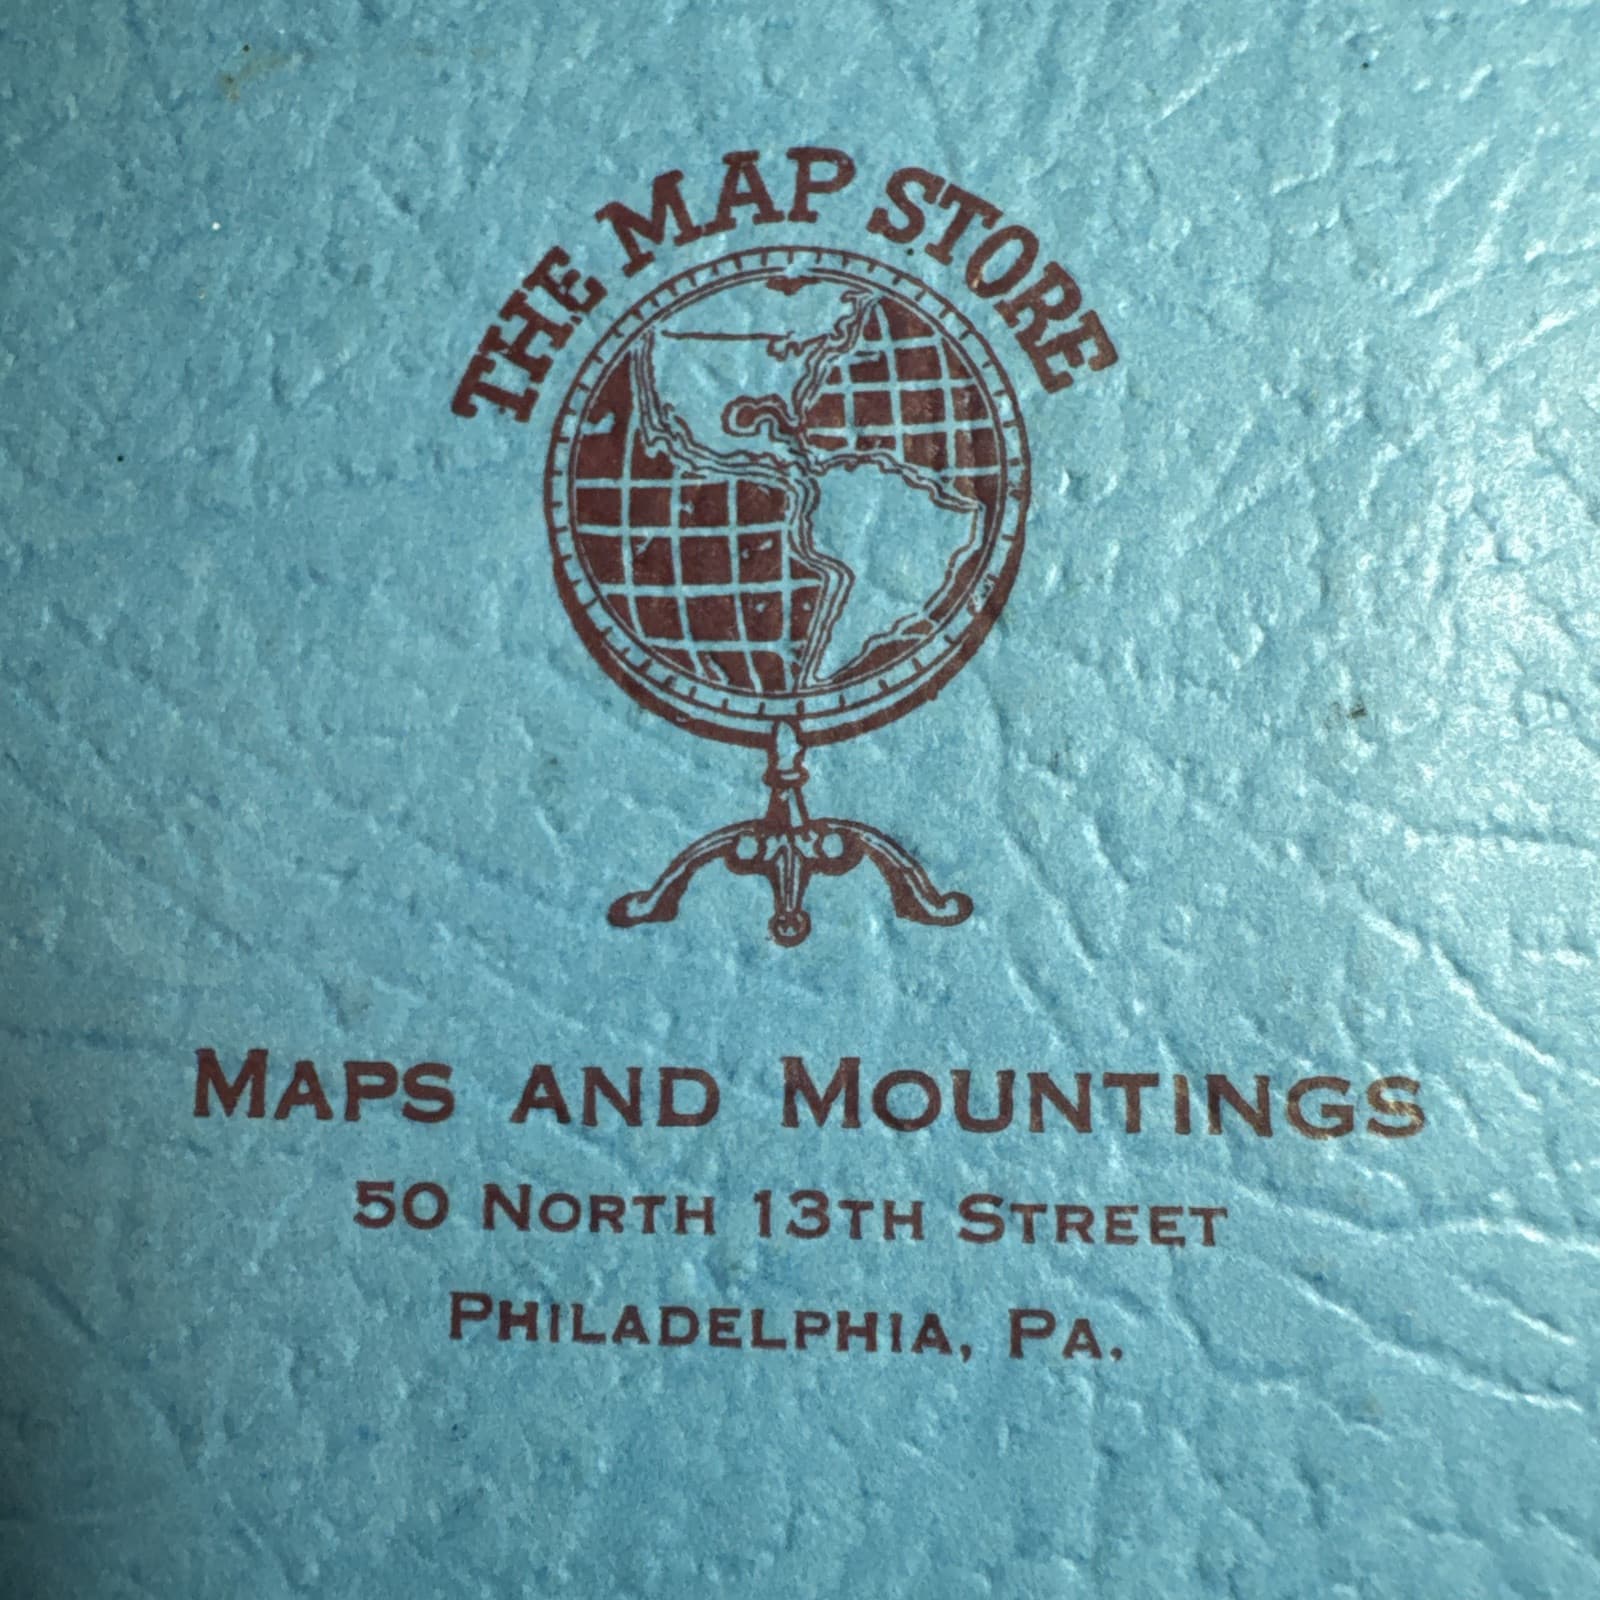 THE MAP STORE
MAPS AND MOUNTINGS
50 NORTH 13TH STREET
PHILADELPHIA, PA.